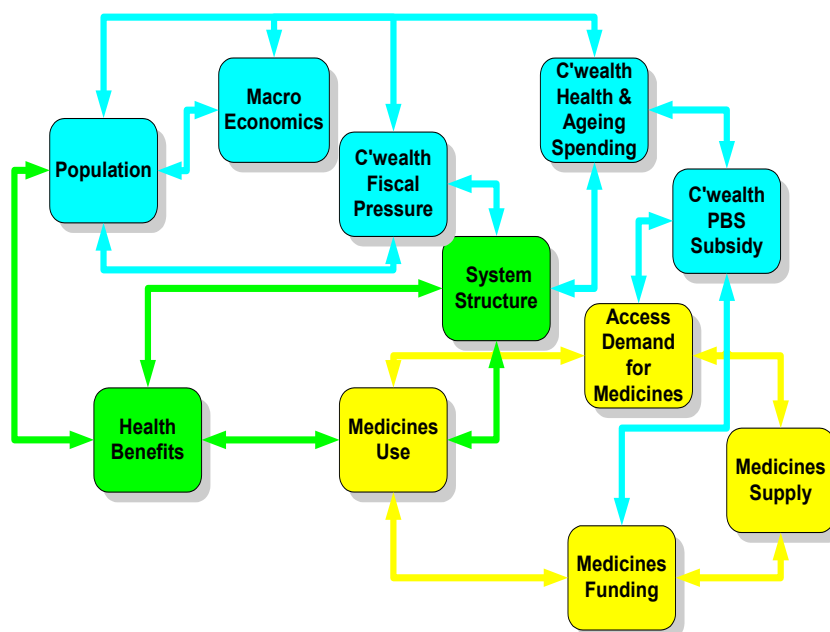 Macro
Economics
C'wealth
Health &
Ageing
Spending
Population
C'wealth
Fiscal
Pressure
C'wealth
PBS
Subsidy
System
Structure
Access
Demand
for
Medicines
Health
Benefits
Medicines
Use
Medicines
Supply
Medicines
Funding